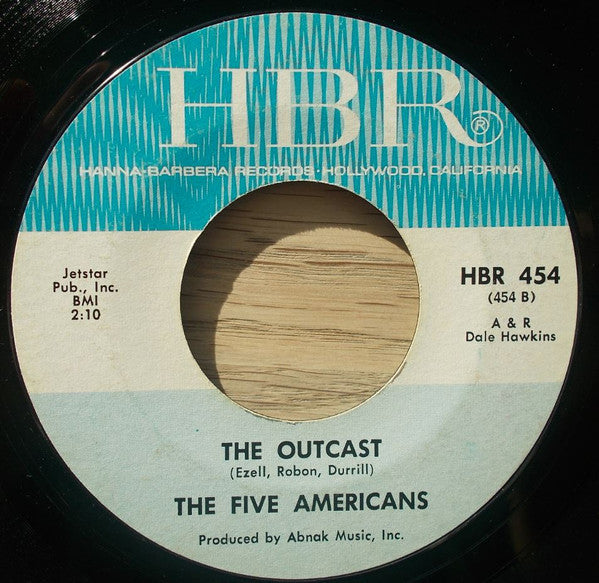 HBR®
HANNA-BARBERA RECORDS · HOLLYWOOD, CALIFORNIA
Jetstar
Pub., Inc.
BMI
2:10
HBR 454
(454 B)
A & R
Dale Hawkins
THE OUTCAST
(Ezell, Robon, Durrill)
THE FIVE AMERICANS
Produced by Abnak Music, Inc.